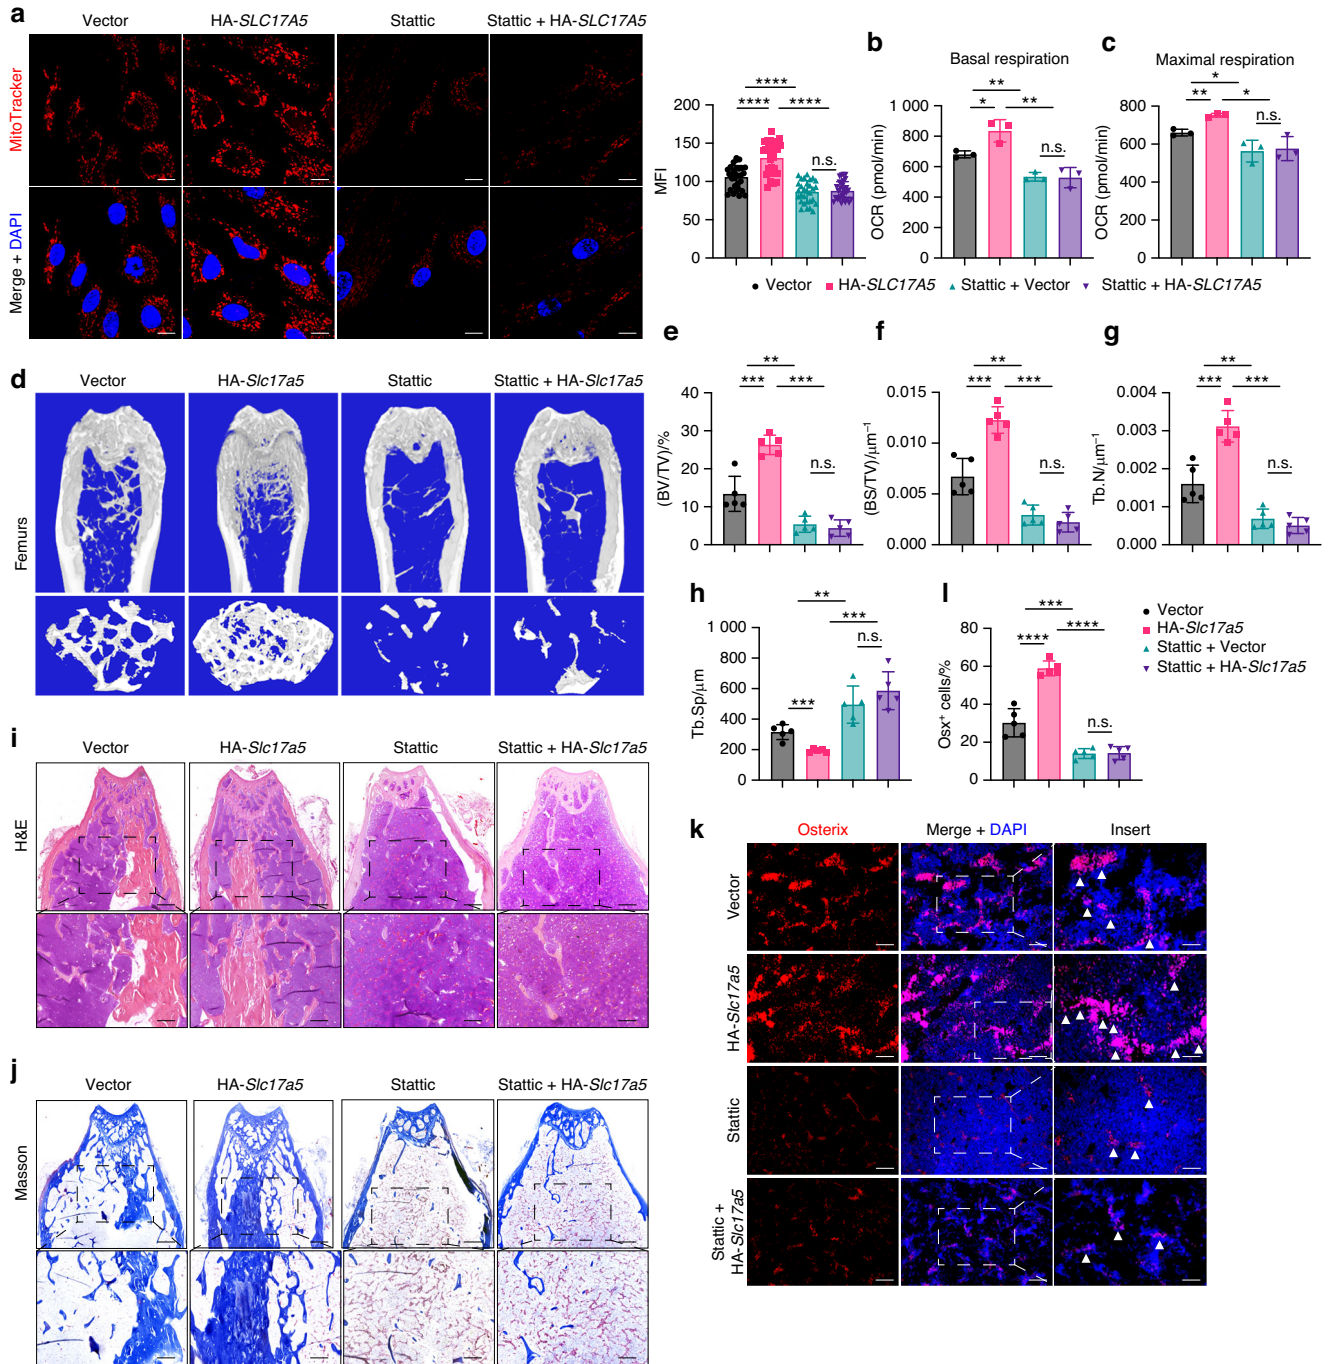 a
Vector
HA-SLC17A5
Stattic
Stattic + HA-SLC17A5
MitoTracker
Merge + DAPI
MFI
200
150
100
50
0
****
****
****
n.s.
b
Basal respiration
OCR (pmol/min)
1 000
800
600
400
200
0
**
*
**
n.s.
c
Maximal respiration
OCR (pmol/min)
800
600
400
200
0
*
**
*
n.s.
Vector
HA-SLC17A5
Stattic + Vector
Stattic + HA-SLC17A5
d
Vector
HA-Slc17a5
Stattic
Stattic + HA-Slc17a5
Femurs
e
(BV/TV)/%
40
30
20
10
0
**
***
***
n.s.
f
(BS/TV)/μm⁻¹
0.015
0.010
0.005
0.000
**
***
***
n.s.
g
Tb.N/μm⁻¹
0.004
0.003
0.002
0.001
0.000
**
***
***
n.s.
h
Tb.Sp/μm
1 000
800
600
400
200
0
**
***
***
n.s.
l
Osx⁺ cells/%
80
60
40
20
0
***
****
****
n.s.
Vector
HA-Slc17a5
Stattic + Vector
Stattic + HA-Slc17a5
i
Vector
HA-Slc17a5
Stattic
Stattic + HA-Slc17a5
H&E
j
Vector
HA-Slc17a5
Stattic
Stattic + HA-Slc17a5
Masson
k
Osterix
Merge + DAPI
Insert
Vector
HA-Slc17a5
Stattic
Stattic +
HA-Slc17a5